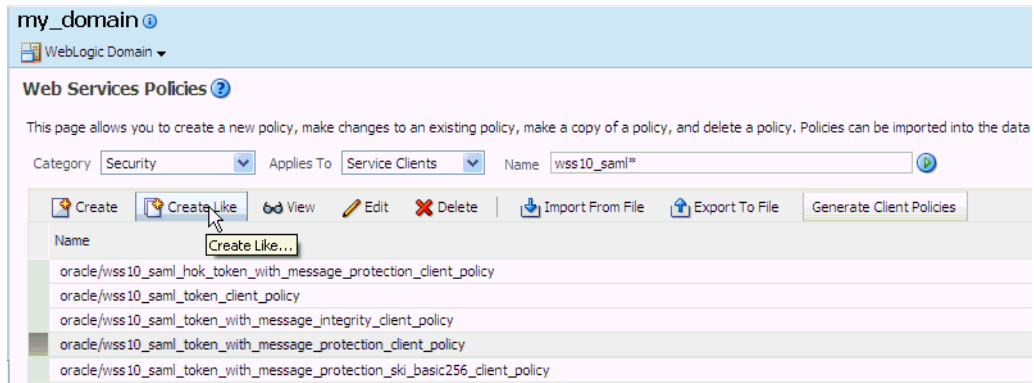 my_domain
WebLogic Domain
Web Services Policies
This page allows you to create a new policy, make changes to an existing policy, make a copy of a policy, and delete a policy. Policies can be imported into the data
Category Security Applies To Service Clients Name wss10_saml*
Create Create Like View Edit Delete Import From File Export To File Generate Client Policies
Name
Create Like...
oracle/wss10_saml_hok_token_with_message_protection_client_policy
oracle/wss10_saml_token_client_policy
oracle/wss10_saml_token_with_message_integrity_client_policy
oracle/wss10_saml_token_with_message_protection_client_policy
oracle/wss10_saml_token_with_message_protection_ski_basic256_client_policy